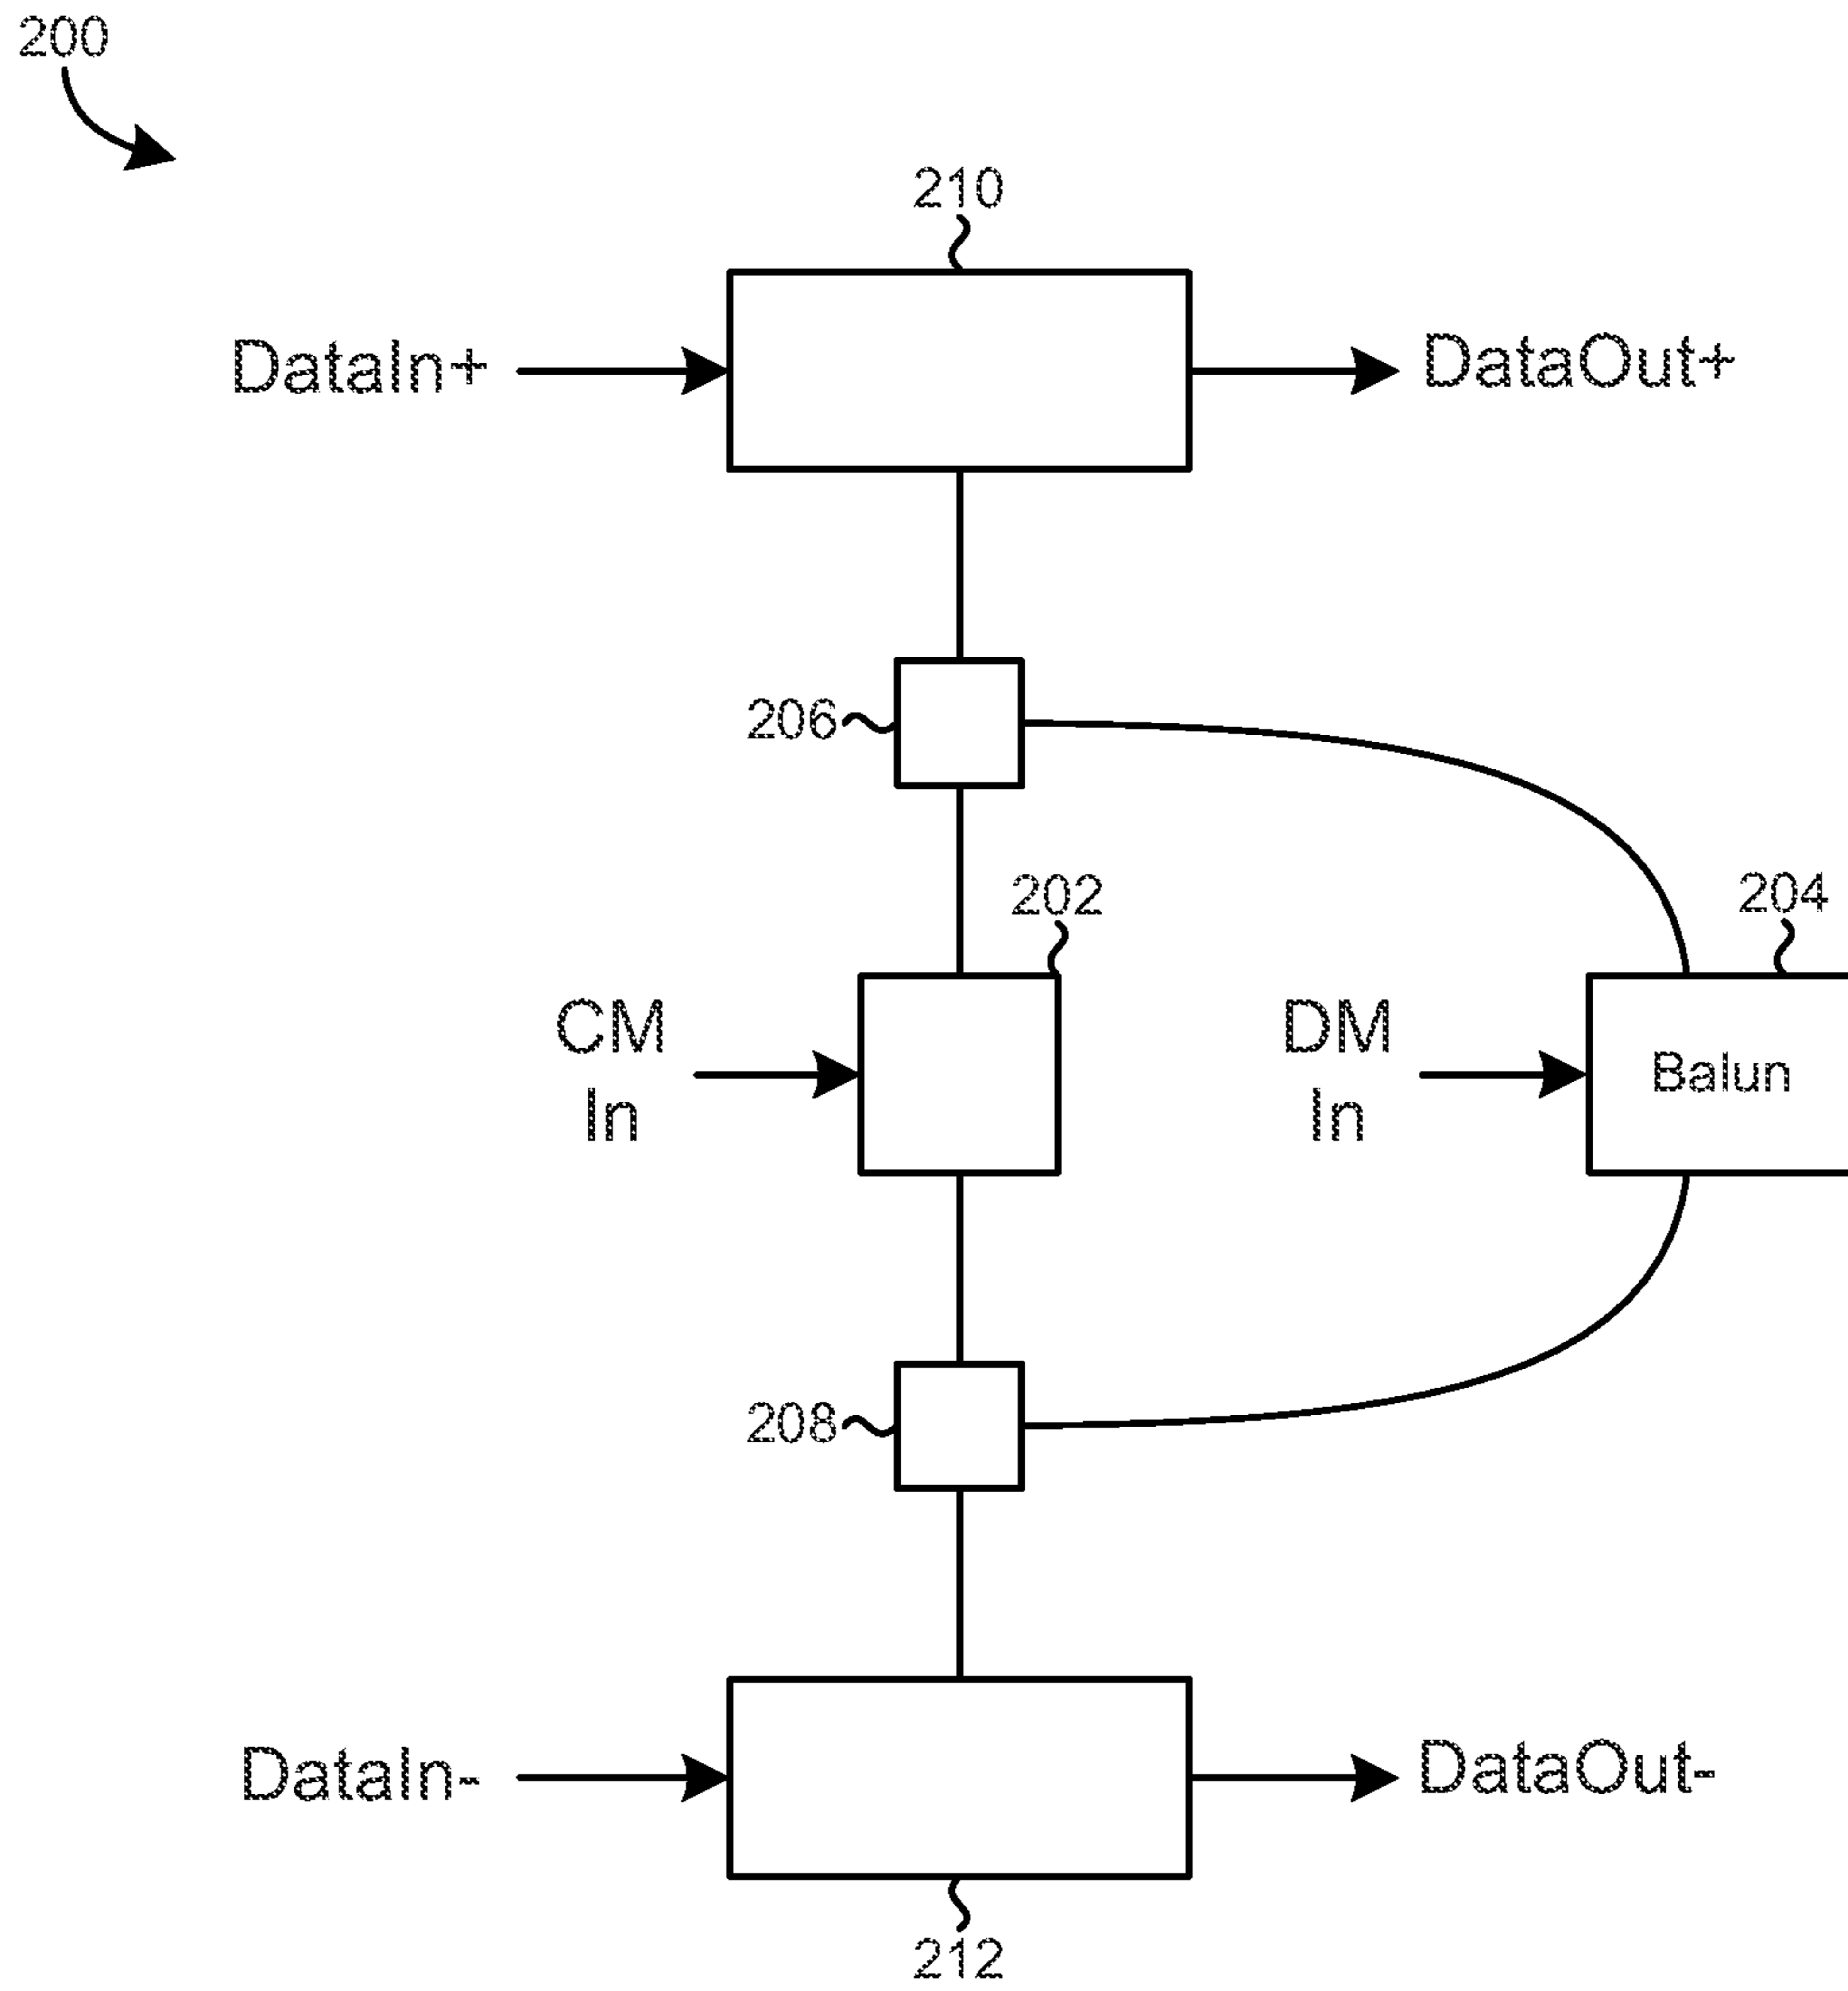 200
210
DataIn+
DataOut+
206
202
204
CM
In
DM
In
Balun
208
DataIn-
DataOut-
212